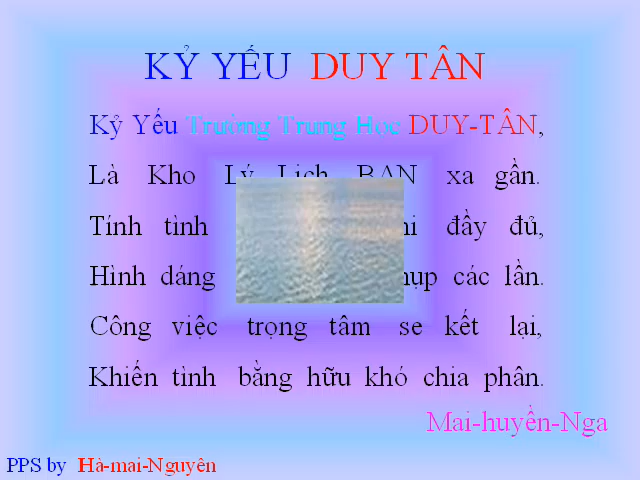 KỶ YẾU DUY TÂN
Kỷ Yếu Trường Trung Học DUY-TÂN,
Là Kho Lý Lịch BẠN xa gần.
Tính tình đầy đủ,
Hình dáng các lần.
Công việc trọng tâm se kết lại,
Khiến tình bằng hữu khó chia phân.
Mai-huyền-Nga
PPS by Hà-mai-Nguyên